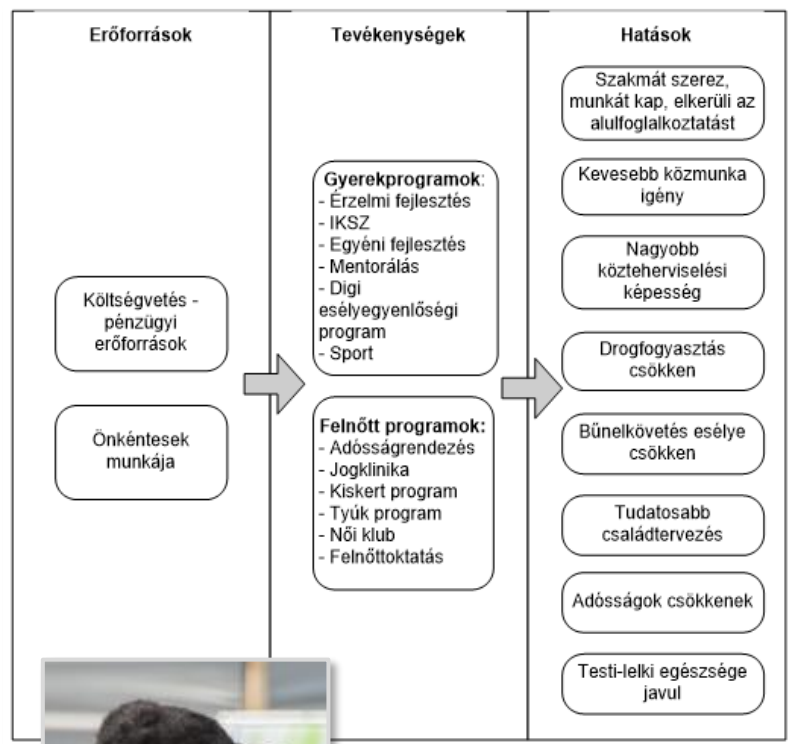 Erőforrások
Költségvetés -
pénzügyi
erőforrások
Önkéntesek
munkája
Tevékenységek
Gyerekprogramok:
- Érzelmi fejlesztés
- IKSZ
- Egyéni fejlesztés
- Mentorálás
- Digi
esélyegyenlőségi
program
- Sport
Felnőtt programok:
- Adósságrendezés
- Jogklinika
- Kiskert program
- Tyúk program
- Női klub
- Felnőttoktatás
Hatások
Szakmát szerez,
munkát kap, elkerüli az
alulfoglalkoztatást
Kevesebb közmunka
igény
Nagyobb
közteherviselési
képesség
Drogfogyasztás
csökken
Bűnelkövetés esélye
csökken
Tudatosabb
családtervezés
Adósságok csökkenek
Testi-lelki egészsége
javul